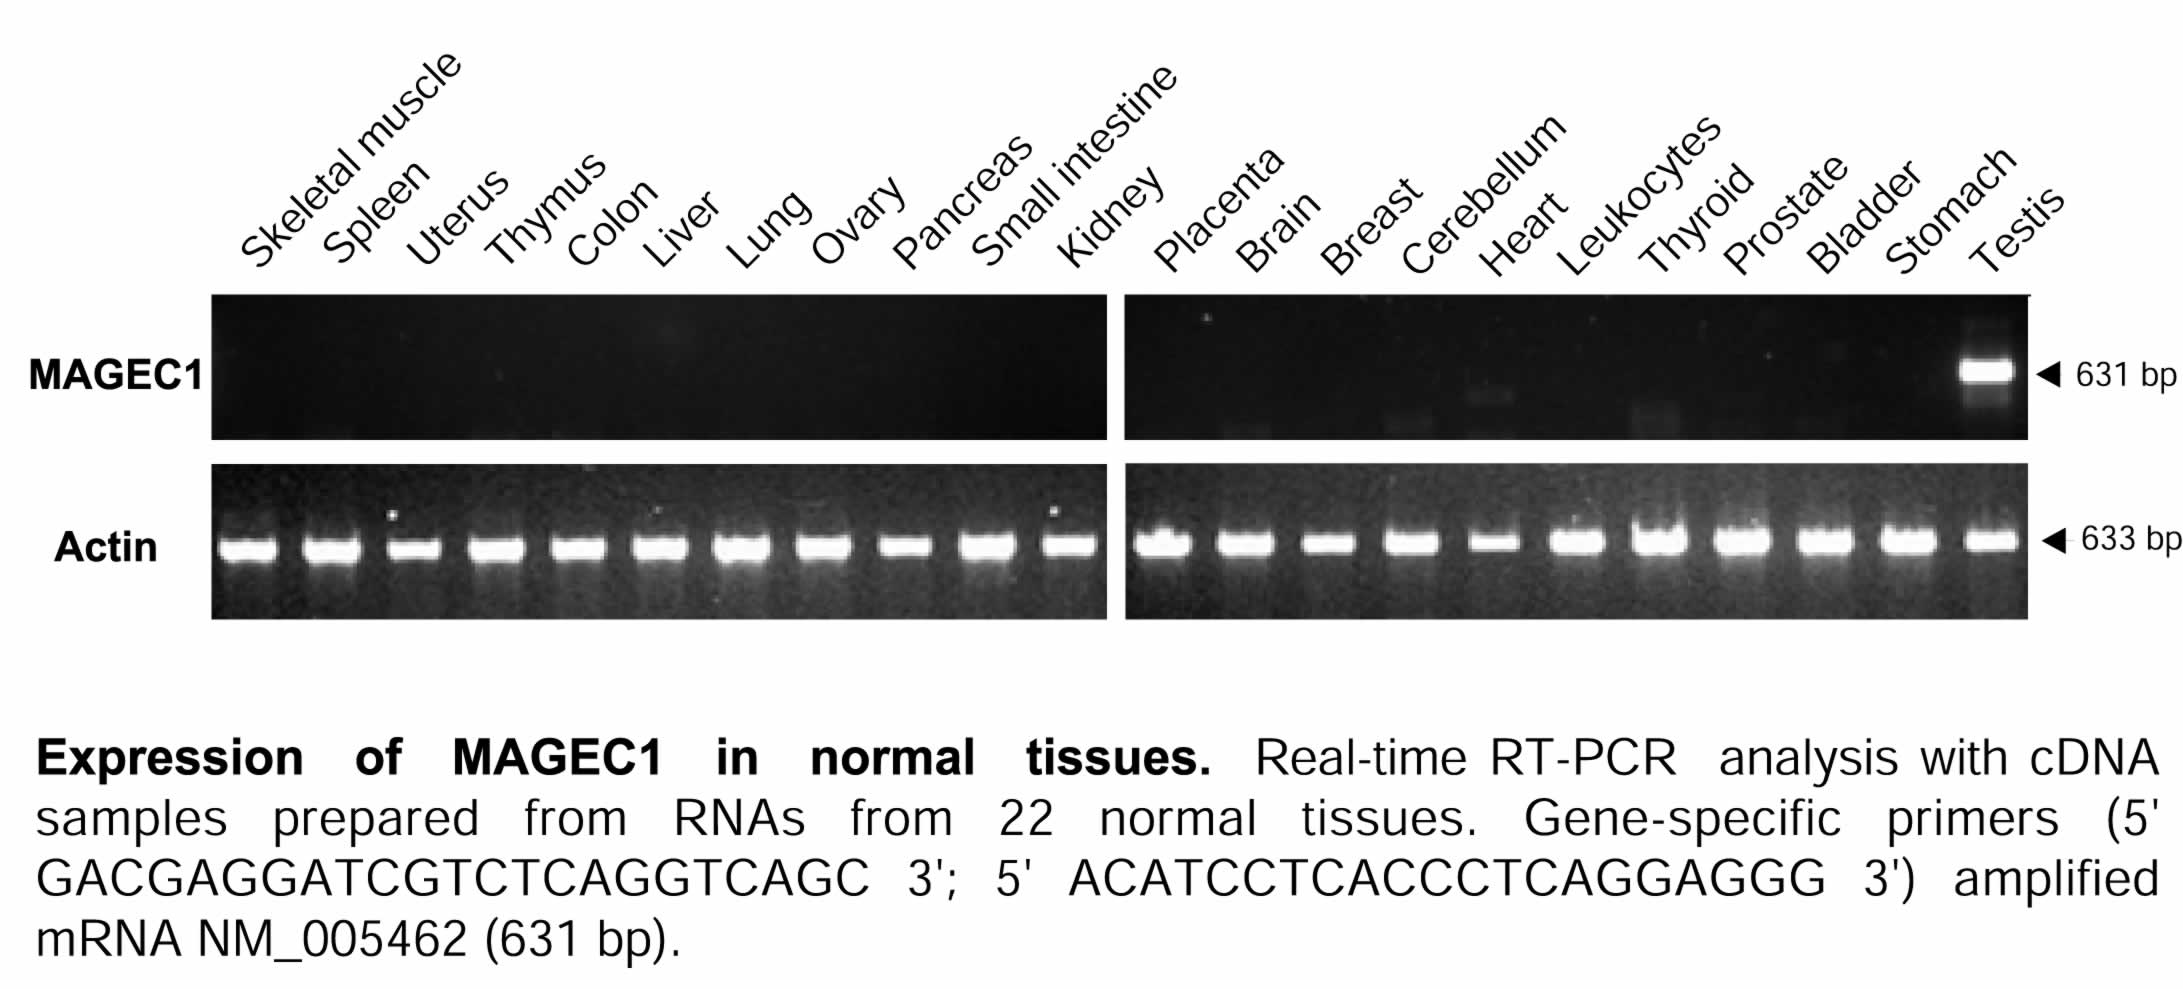 Skeletal muscle
Spleen
Uterus
Thymus
Colon
Liver
Lung
Ovary
Pancreas
Small intestine
Kidney
Placenta
Brain
Breast
Cerebellum
Heart
Leukocytes
Thyroid
Prostate
Bladder
Stomach
Testis
MAGEC1
631 bp
Actin
633 bp
Expression of MAGEC1 in normal tissues. Real-time RT-PCR analysis with cDNA
samples prepared from RNAs from 22 normal tissues. Gene-specific primers (5'
GACGAGGATCGTCTCAGGTCAGC 3'; 5' ACATCCTCACCCTCAGGAGGG 3') amplified
mRNA NM_005462 (631 bp).